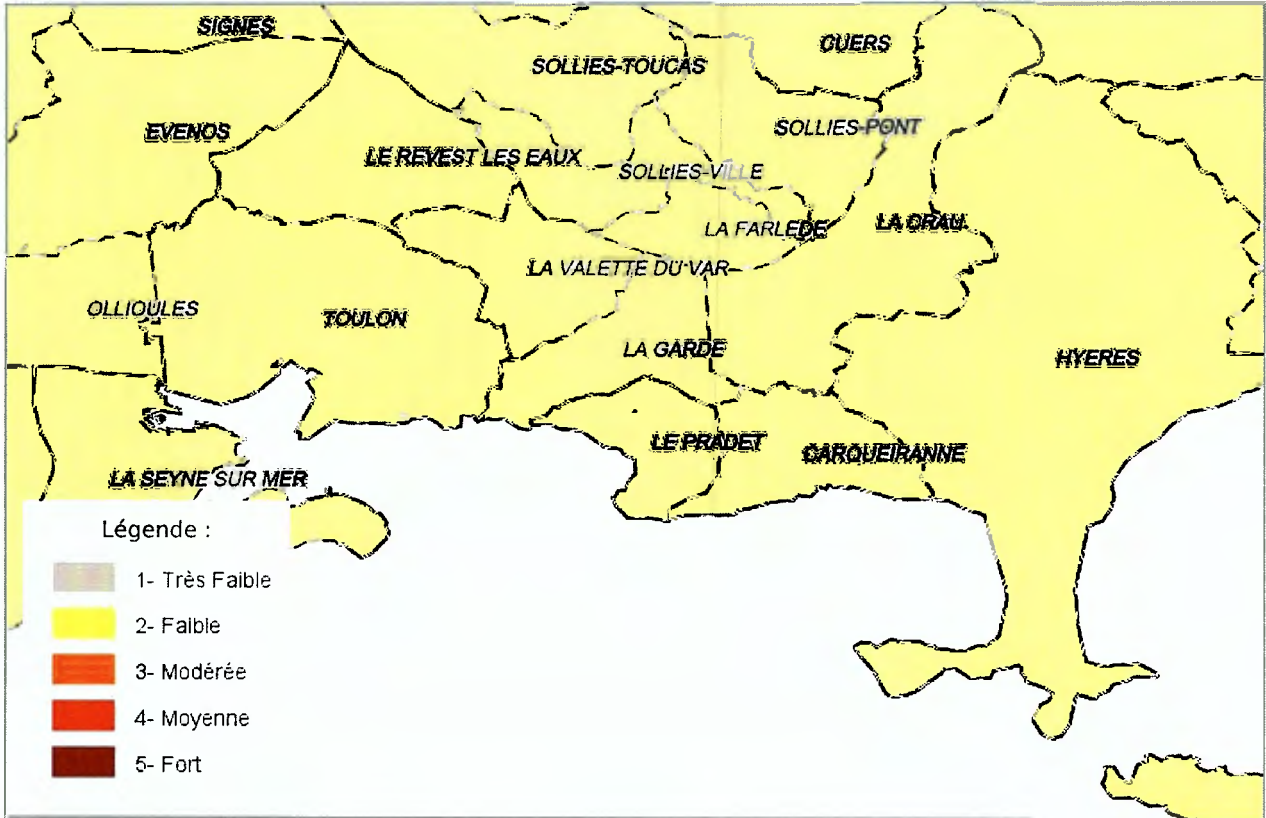 SIGNES
CUERS
SOLLIES-TOUCAS
SOLLIES-PONT
EVENOS
LE REVEST LES EAUX
SOLLIES-VILLE
LA FARLEDE
LA CRAU
LA VALETTE DU VAR
OLLIOULES
TOULON
LA GARDE
HYERES
LE PRADET
CARQUEIRANNE
LA SEYNE SUR MER
Légende :
1- Très Faible
2- Faible
3- Modérée
4- Moyenne
5- Fort